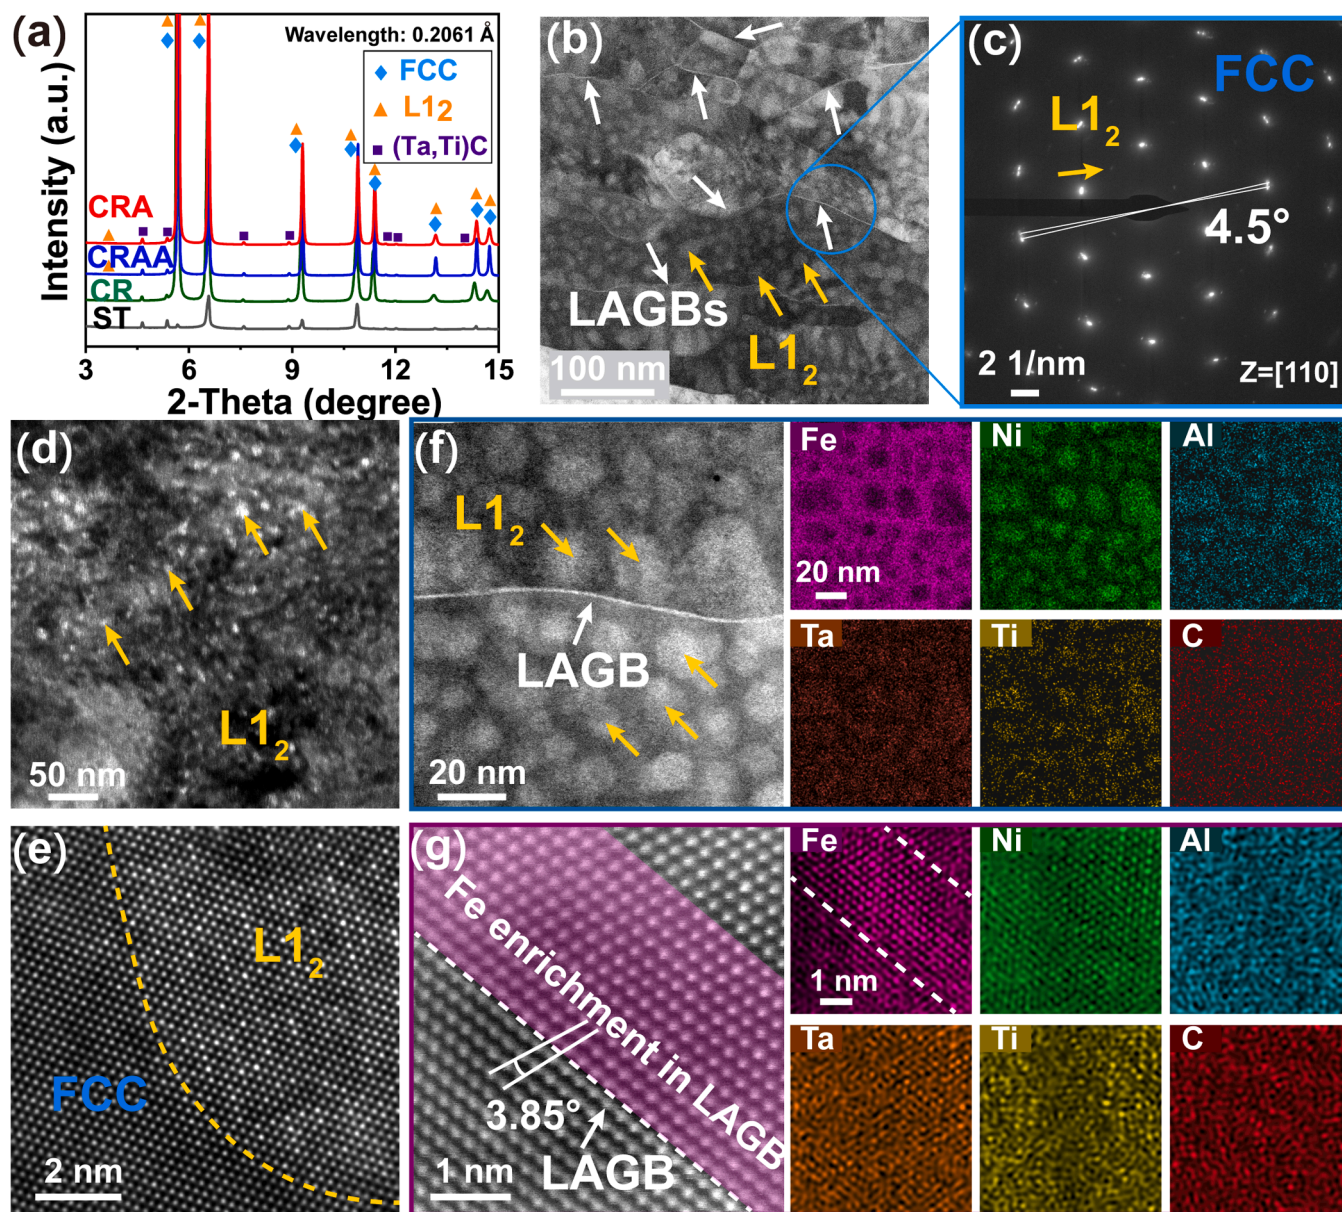 (a)
Wavelength: 0.2061 Å
FCC
L1₂
(Ta,Ti)C
CRA
CRAA
CR
ST
Intensity (a.u.)
3 6 9 12 15
2-Theta (degree)
(b)
LAGBs
L1₂
100 nm
(c)
FCC
L1₂
4.5°
2 1/nm
Z=[110]
(d)
L1₂
50 nm
(f)
L1₂
LAGB
20 nm
Fe
20 nm
Ni
Al
Ta
Ti
C
(e)
L1₂
FCC
2 nm
(g)
Fe enrichment in LAGB
3.85°
LAGB
1 nm
Fe
1 nm
Ni
Al
Ta
Ti
C